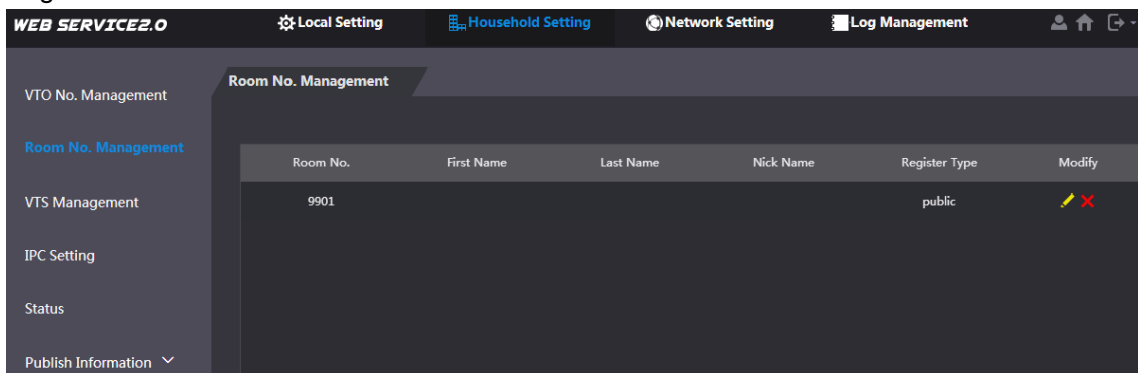 WEB SERVICE2.0 Local Setting Household Setting Network Setting Log Management
VTO No. Management
Room No. Management
VTS Management
IPC Setting
Status
Publish Information
Room No. Management
Room No. First Name Last Name Nick Name Register Type Modify
9901 public